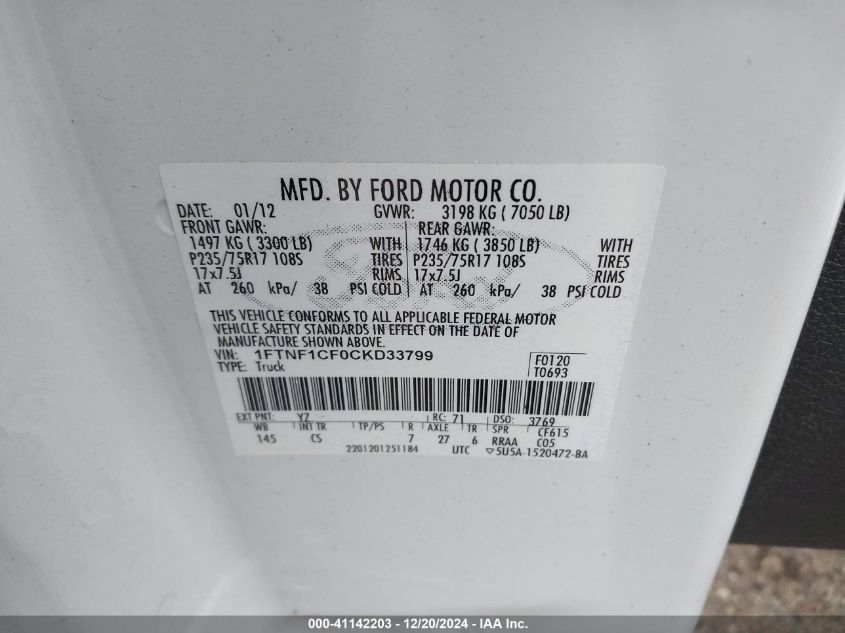 MFD. BY FORD MOTOR CO.
DATE: 01/12 GVWR: 3198 KG ( 7050 LB)
FRONT GAWR: REAR GAWR:
1497 KG ( 3300 LB) WITH 1746 KG ( 3850 LB) WITH
P235/75R17 108S TIRES P235/75R17 108S TIRES
17x7.5J RIMS 17x7.5J RIMS
AT 260 kPa/ 38 PSI COLD AT 260 kPa/ 38 PSI COLD
THIS VEHICLE CONFORMS TO ALL APPLICABLE FEDERAL MOTOR
VEHICLE SAFETY STANDARDS IN EFFECT ON THE DATE OF
MANUFACTURE SHOWN ABOVE.
VIN: 1FTNF1CF0CKD33799 F0120
TYPE: Truck T0693
EXT PNT: YZ RC: 71 DSO: 3769
WB INT TR TP/PS R AXLE TR SPR CF615
145 CS 7 27 6 RRAA C05
2201201251184 UTC ▽5U5A-1520472-BA
000-41142203 - 12/20/2024 - IAA Inc.